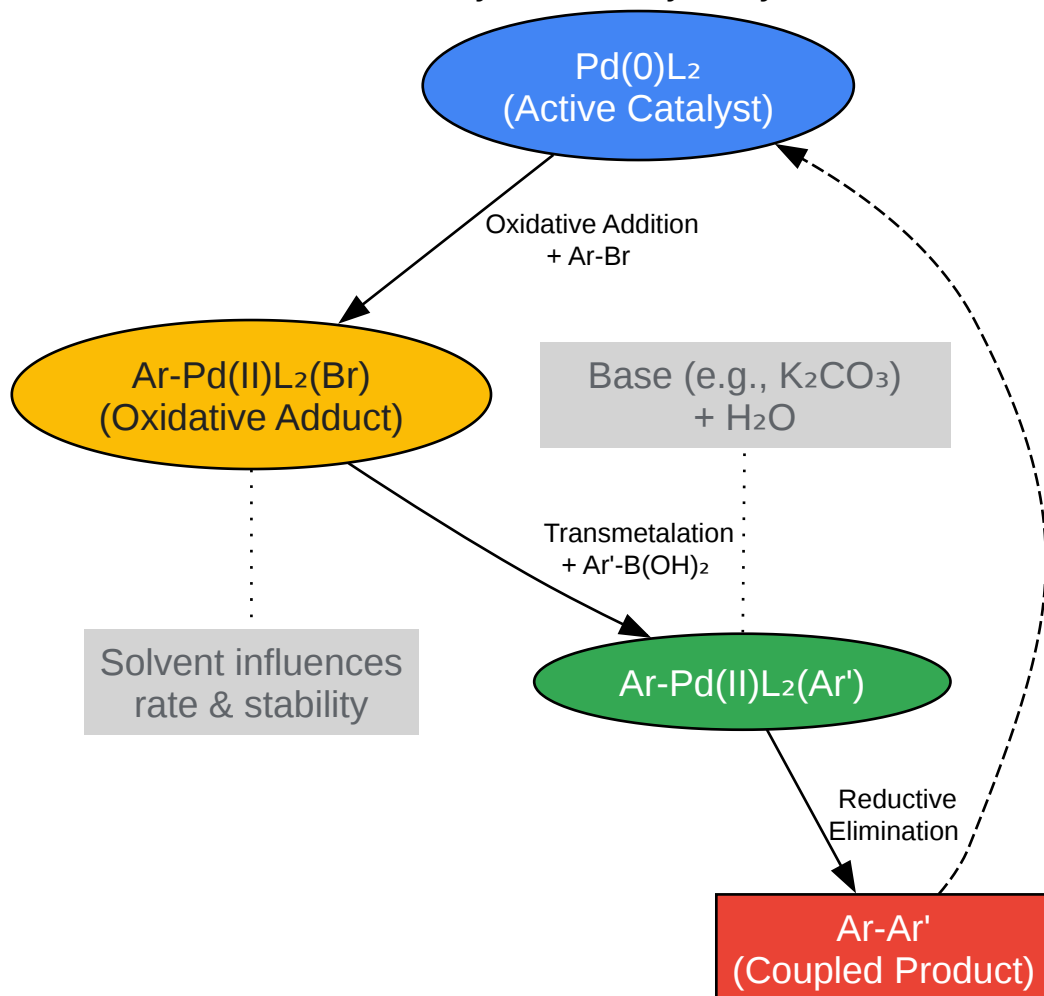 Pd(0)L₂
(Active Catalyst)
Oxidative Addition
+ Ar-Br
Ar-Pd(II)L₂(Br)
(Oxidative Adduct)
Base (e.g., K₂CO₃)
+ H₂O
Transmetalation
+ Ar'-B(OH)₂
Solvent influences
rate & stability
Ar-Pd(II)L₂(Ar')
Reductive
Elimination
Ar-Ar'
(Coupled Product)